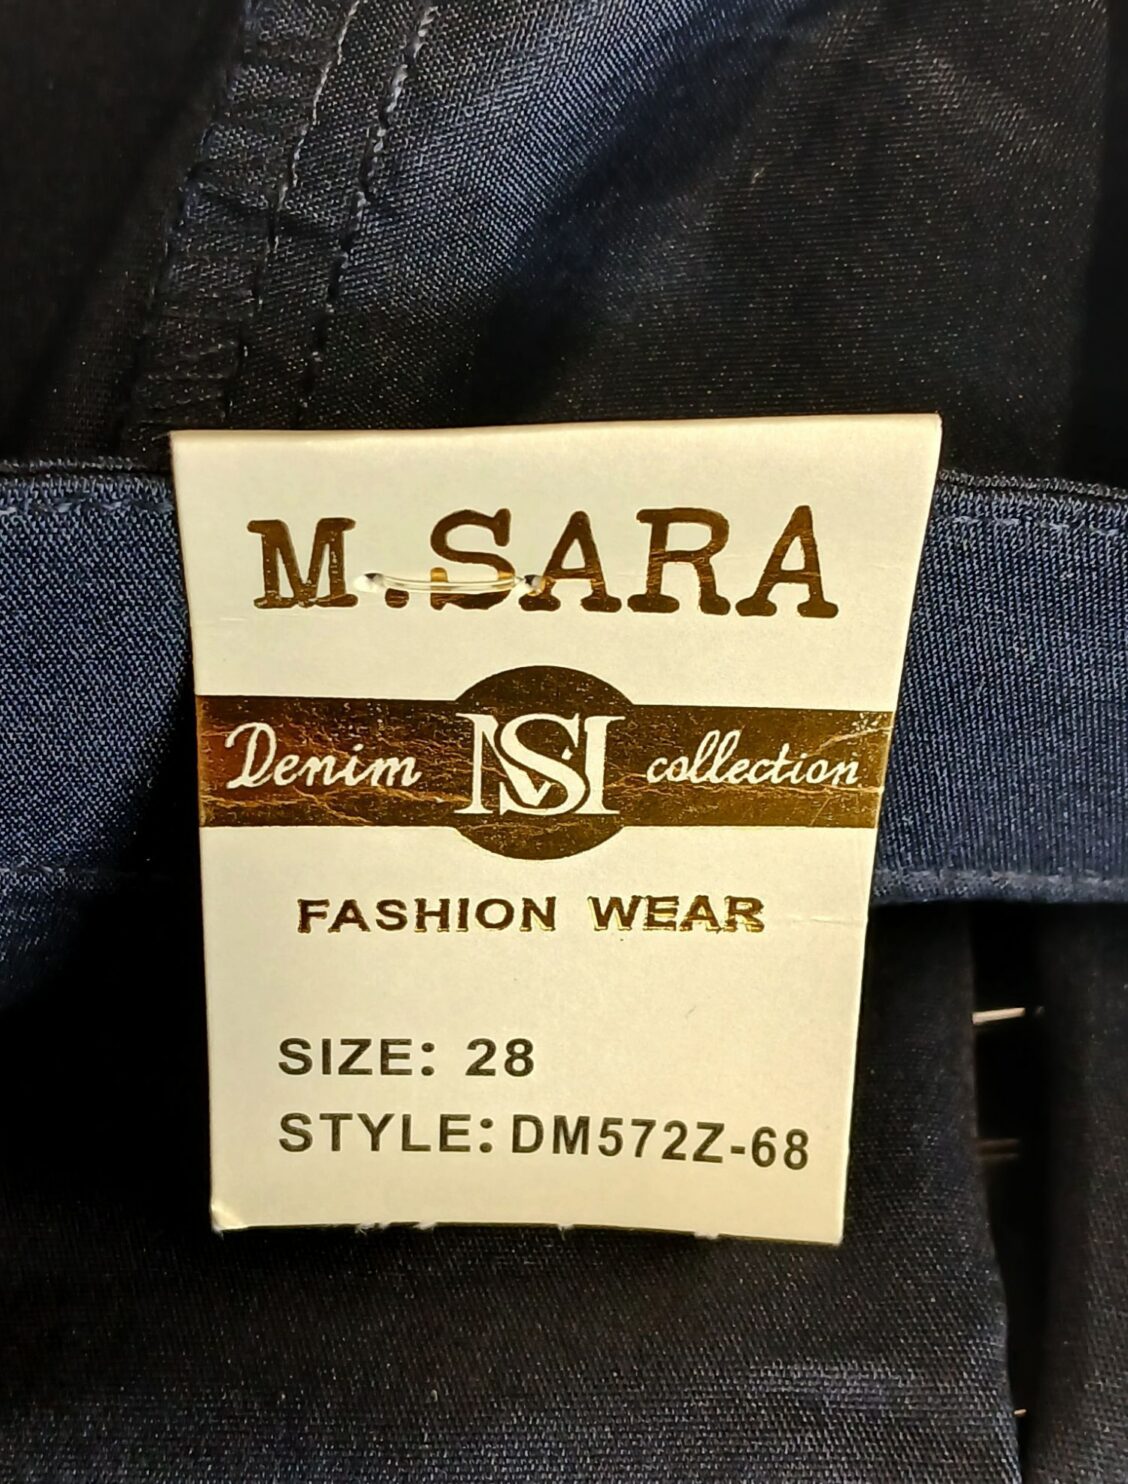 M.SARA
Denim MS collection
FASHION WEAR
SIZE: 28
STYLE: DM572Z-68